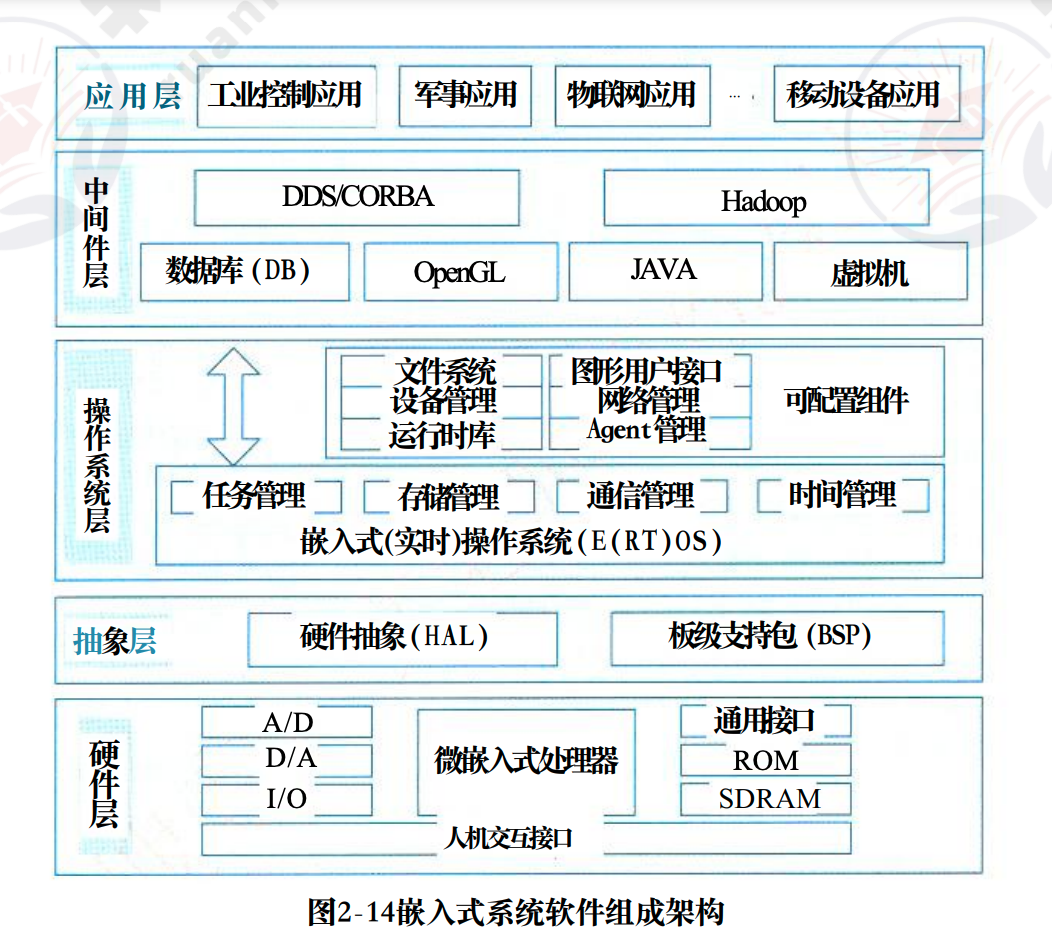 应用层 工业控制应用 军事应用 物联网应用 … 移动设备应用
中间件层
DDS/CORBA Hadoop
数据库(DB) OpenGL JAVA 虚拟机
操作系统层
文件系统 图形用户接口
设备管理 网络管理 可配置组件
运行时库 Agent管理
任务管理 存储管理 通信管理 时间管理
嵌入式(实时)操作系统(E(RT)OS)
抽象层 硬件抽象(HAL) 板级支持包(BSP)
硬件层
A/D 通用接口
D/A 微嵌入式处理器 ROM
I/O SDRAM
人机交互接口
图2-14嵌入式系统软件组成架构